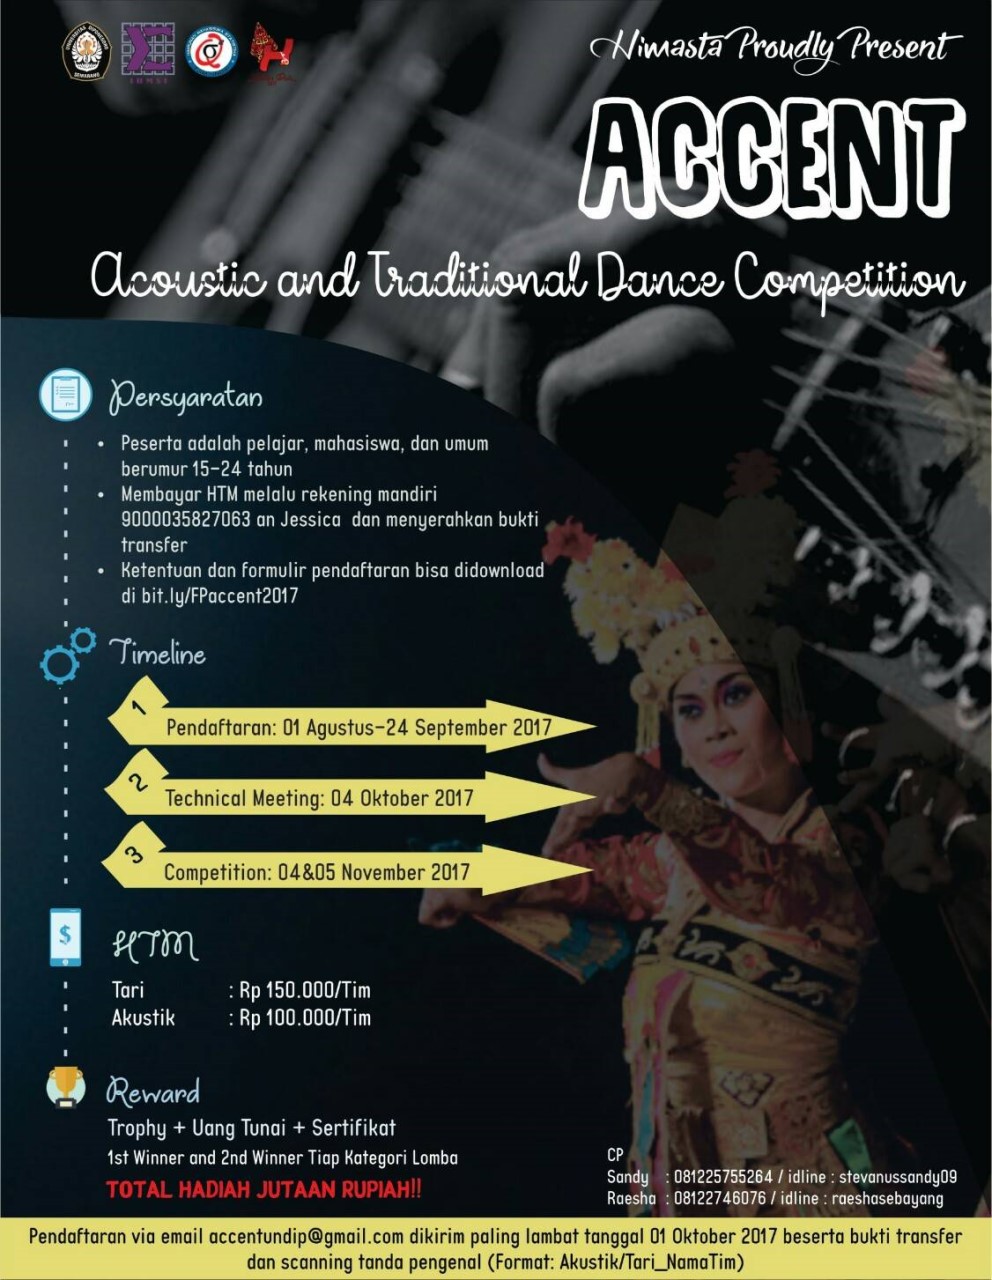 UNIVERSITAS DIPONEGORO
SEMARANG
Himasta Proudly Present
ACCENT
Acoustic and Traditional Dance Competition
Persyaratan
• Peserta adalah pelajar, mahasiswa, dan umum
berumur 15-24 tahun
• Membayar HTM melalu rekening mandiri
9000035827063 an Jessica dan menyerahkan bukti
transfer
• Ketentuan dan formulir pendaftaran bisa didownload
di bit.ly/FPaccent2017
Timeline
1
Pendaftaran: 01 Agustus-24 September 2017
2
Technical Meeting: 04 Oktober 2017
3
Competition: 04&05 November 2017
$
HTM
Tari : Rp 150.000/Tim
Akustik : Rp 100.000/Tim
Reward
Trophy + Uang Tunai + Sertifikat
1st Winner and 2nd Winner Tiap Kategori Lomba
TOTAL HADIAH JUTAAN RUPIAH!!
CP
Sandy : 081225755264 / idline : stevanussandy09
Raesha : 08122746076 / idline : raeshasebayang
Pendaftaran via email accentundip@gmail.com dikirim paling lambat tanggal 01 Oktober 2017 beserta bukti transfer
dan scanning tanda pengenal (Format: Akustik/Tari_NamaTim)